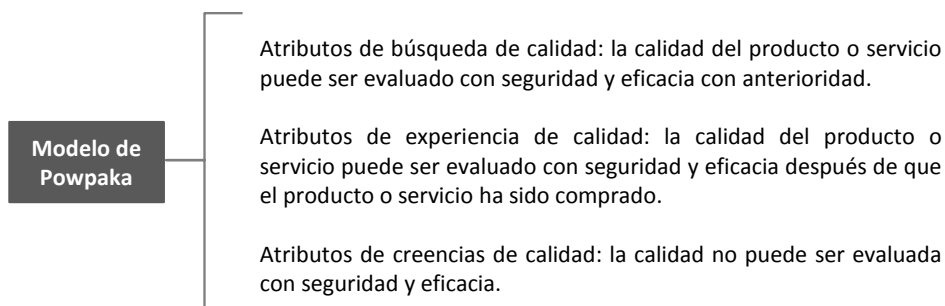 Modelo de
Powpaka
Atributos de búsqueda de calidad: la calidad del producto o servicio
puede ser evaluado con seguridad y eficacia con anterioridad.
Atributos de experiencia de calidad: la calidad del producto o
servicio puede ser evaluado con seguridad y eficacia después de que
el producto o servicio ha sido comprado.
Atributos de creencias de calidad: la calidad no puede ser evaluada
con seguridad y eficacia.